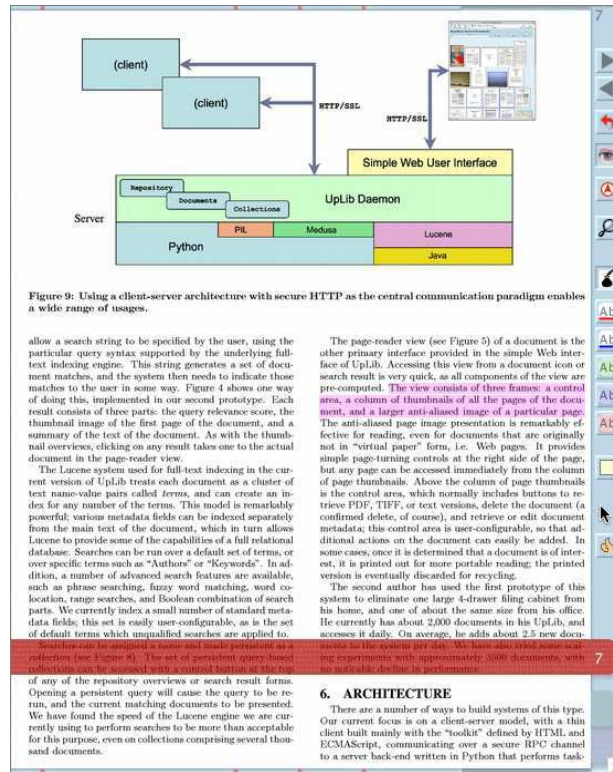 7
(client)
(client)
HTTP/SSL
HTTP/SSL
Simple Web User Interface
Repository
Documents
Collections
UpLib Daemon
Server
PIL
Medusa
Lucene
Python
Java
Figure 9: Using a client-server architecture with secure HTTP as the central communication paradigm enables
a wide range of usages.
allow a search string to be specified by the user, using the
particular query syntax supported by the underlying full-
text indexing engine. This string generates a set of docu-
ment matches, and the system then needs to indicate those
matches to the user in some way. Figure 4 shows one way
of doing this, implemented in our second prototype. Each
result consists of three parts: the query relevance score, the
thumbnail image of the first page of the document, and a
summary of the text of the document. As with the thumb-
nail overviews, clicking on any result takes one to the actual
document in the page-reader view.
The Lucene system used for full-text indexing in the cur-
rent version of UpLib treats each document as a cluster of
text name-value pairs called terms, and can create an in-
dex for any number of the terms. This model is remarkably
powerful; various metadata fields can be indexed separately
from the main text of the document, which in turn allows
Lucene to provide some of the capabilities of a full relational
database. Searches can be run over a default set of terms, or
over specific terms such as "Authors" or "Keywords". In ad-
dition, a number of advanced search features are available,
such as phrase searching, fuzzy word matching, word co-
location, range searches, and Boolean combination of search
parts. We currently index a small number of standard meta-
data fields; this set is easily user-configurable, as is the set
of default terms which unqualified searches are applied to.
Searches can be assigned a name and made persistent as a
collection (see Figure 8). The set of persistent query-based
collections can be accessed with a control button at the top
of any of the repository overviews or search result forms.
Opening a persistent query will cause the query to be re-
run, and the current matching documents to be presented.
We have found the speed of the Lucene engine we are cur-
rently using to perform searches to be more than acceptable
for this purpose, even on collections comprising several thou-
sand documents.
The page-reader view (see Figure 5) of a document is the
other primary interface provided in the simple Web inter-
face of UpLib. Accessing this view from a document icon or
search result is very quick, as all components of the view are
pre-computed. The view consists of three frames: a control
area, a column of thumbnails of all the pages of the docu-
ment, and a larger anti-aliased image of a particular page.
The anti-aliased page image presentation is remarkably ef-
fective for reading, even for documents that are originally
not in "virtual paper" form, i.e. Web pages. It provides
simple page-turning controls at the right side of the page,
but any page can be accessed immediately from the column
of page thumbnails. Above the column of page thumbnails
is the control area, which normally includes buttons to re-
trieve PDF, TIFF, or text versions, delete the document (a
confirmed delete, of course), and retrieve or edit document
metadata; this control area is user-configurable, so that ad-
ditional actions on the document can easily be added. In
some cases, once it is determined that a document is of inter-
est, it is printed out for more portable reading; the printed
version is eventually discarded for recycling.
The second author has used the first prototype of this
system to eliminate one large 4-drawer filing cabinet from
his home, and one of about the same size from his office.
He currently has about 2,000 documents in his UpLib, and
accesses it daily. On average, he adds about 2.5 new docu-
ments to the system per day. We have also tried some scal-
ing experiments with approximately 3500 documents, with
no noticeable decline in performance.
6. ARCHITECTURE
There are a number of ways to build systems of this type.
Our current focus is on a client-server model, with a thin
client built mainly with the "toolkit" defined by HTML and
ECMAScript, communicating over a secure RPC channel
to a server back-end written in Python that performs task-
Ab
Ab
Ab
Ab
Ab
7